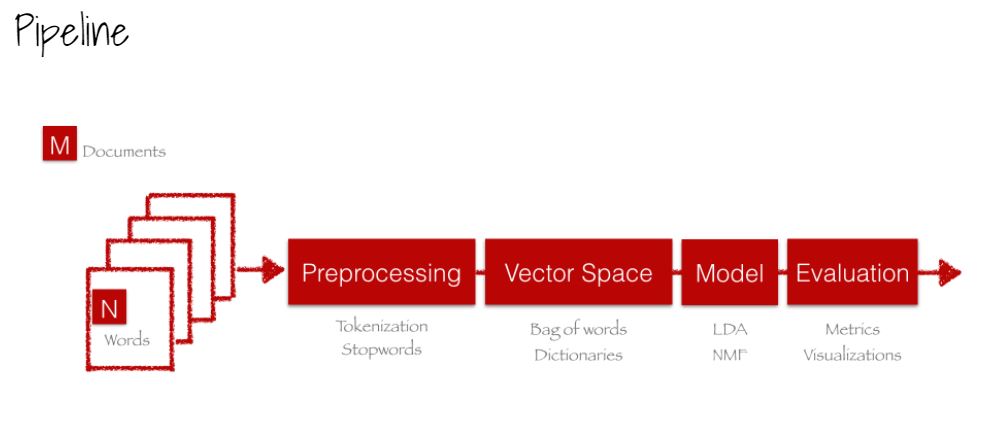 Pipeline
M Documents
N
Words
Preprocessing
Tokenization
Stopwords
Vector Space
Bag of words
Dictionaries
Model
LDA
NMF
Evaluation
Metrics
Visualizations